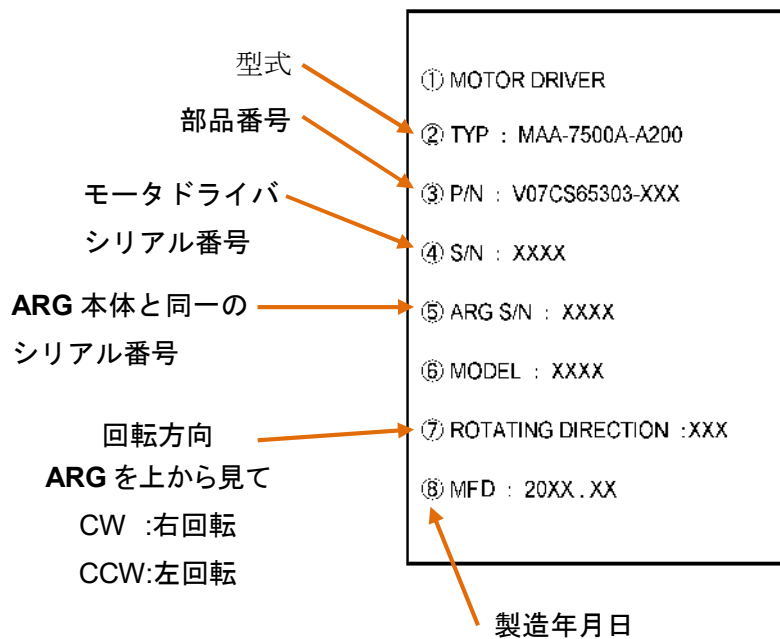 型式
部品番号
モータドライバ
シリアル番号
ARG 本体と同一の
シリアル番号
回転方向
ARG を上から見て
CW :右回転
CCW:左回転
① MOTOR DRIVER
② TYP : MAA-7500A-A200
③ P/N : V07CS65303-XXX
④ S/N : XXXX
⑤ ARG S/N : XXXX
⑥ MODEL : XXXX
⑦ ROTATING DIRECTION :XXX
⑧ MFD : 20XX.XX
製造年月日